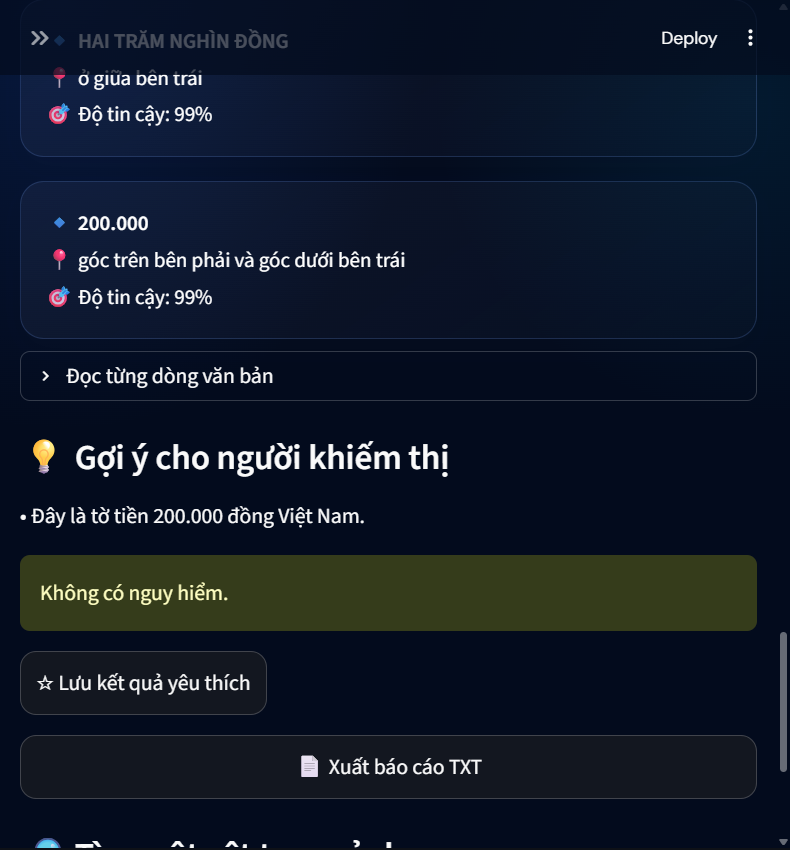 HAI TRĂM NGHÌN ĐỒNG
Deploy
ở giữa bên trái
Độ tin cậy: 99%
200.000
góc trên bên phải và góc dưới bên trái
Độ tin cậy: 99%
Đọc từng dòng văn bản
Gợi ý cho người khiếm thị
• Đây là tờ tiền 200.000 đồng Việt Nam.
Không có nguy hiểm.
☆ Lưu kết quả yêu thích
Xuất báo cáo TXT